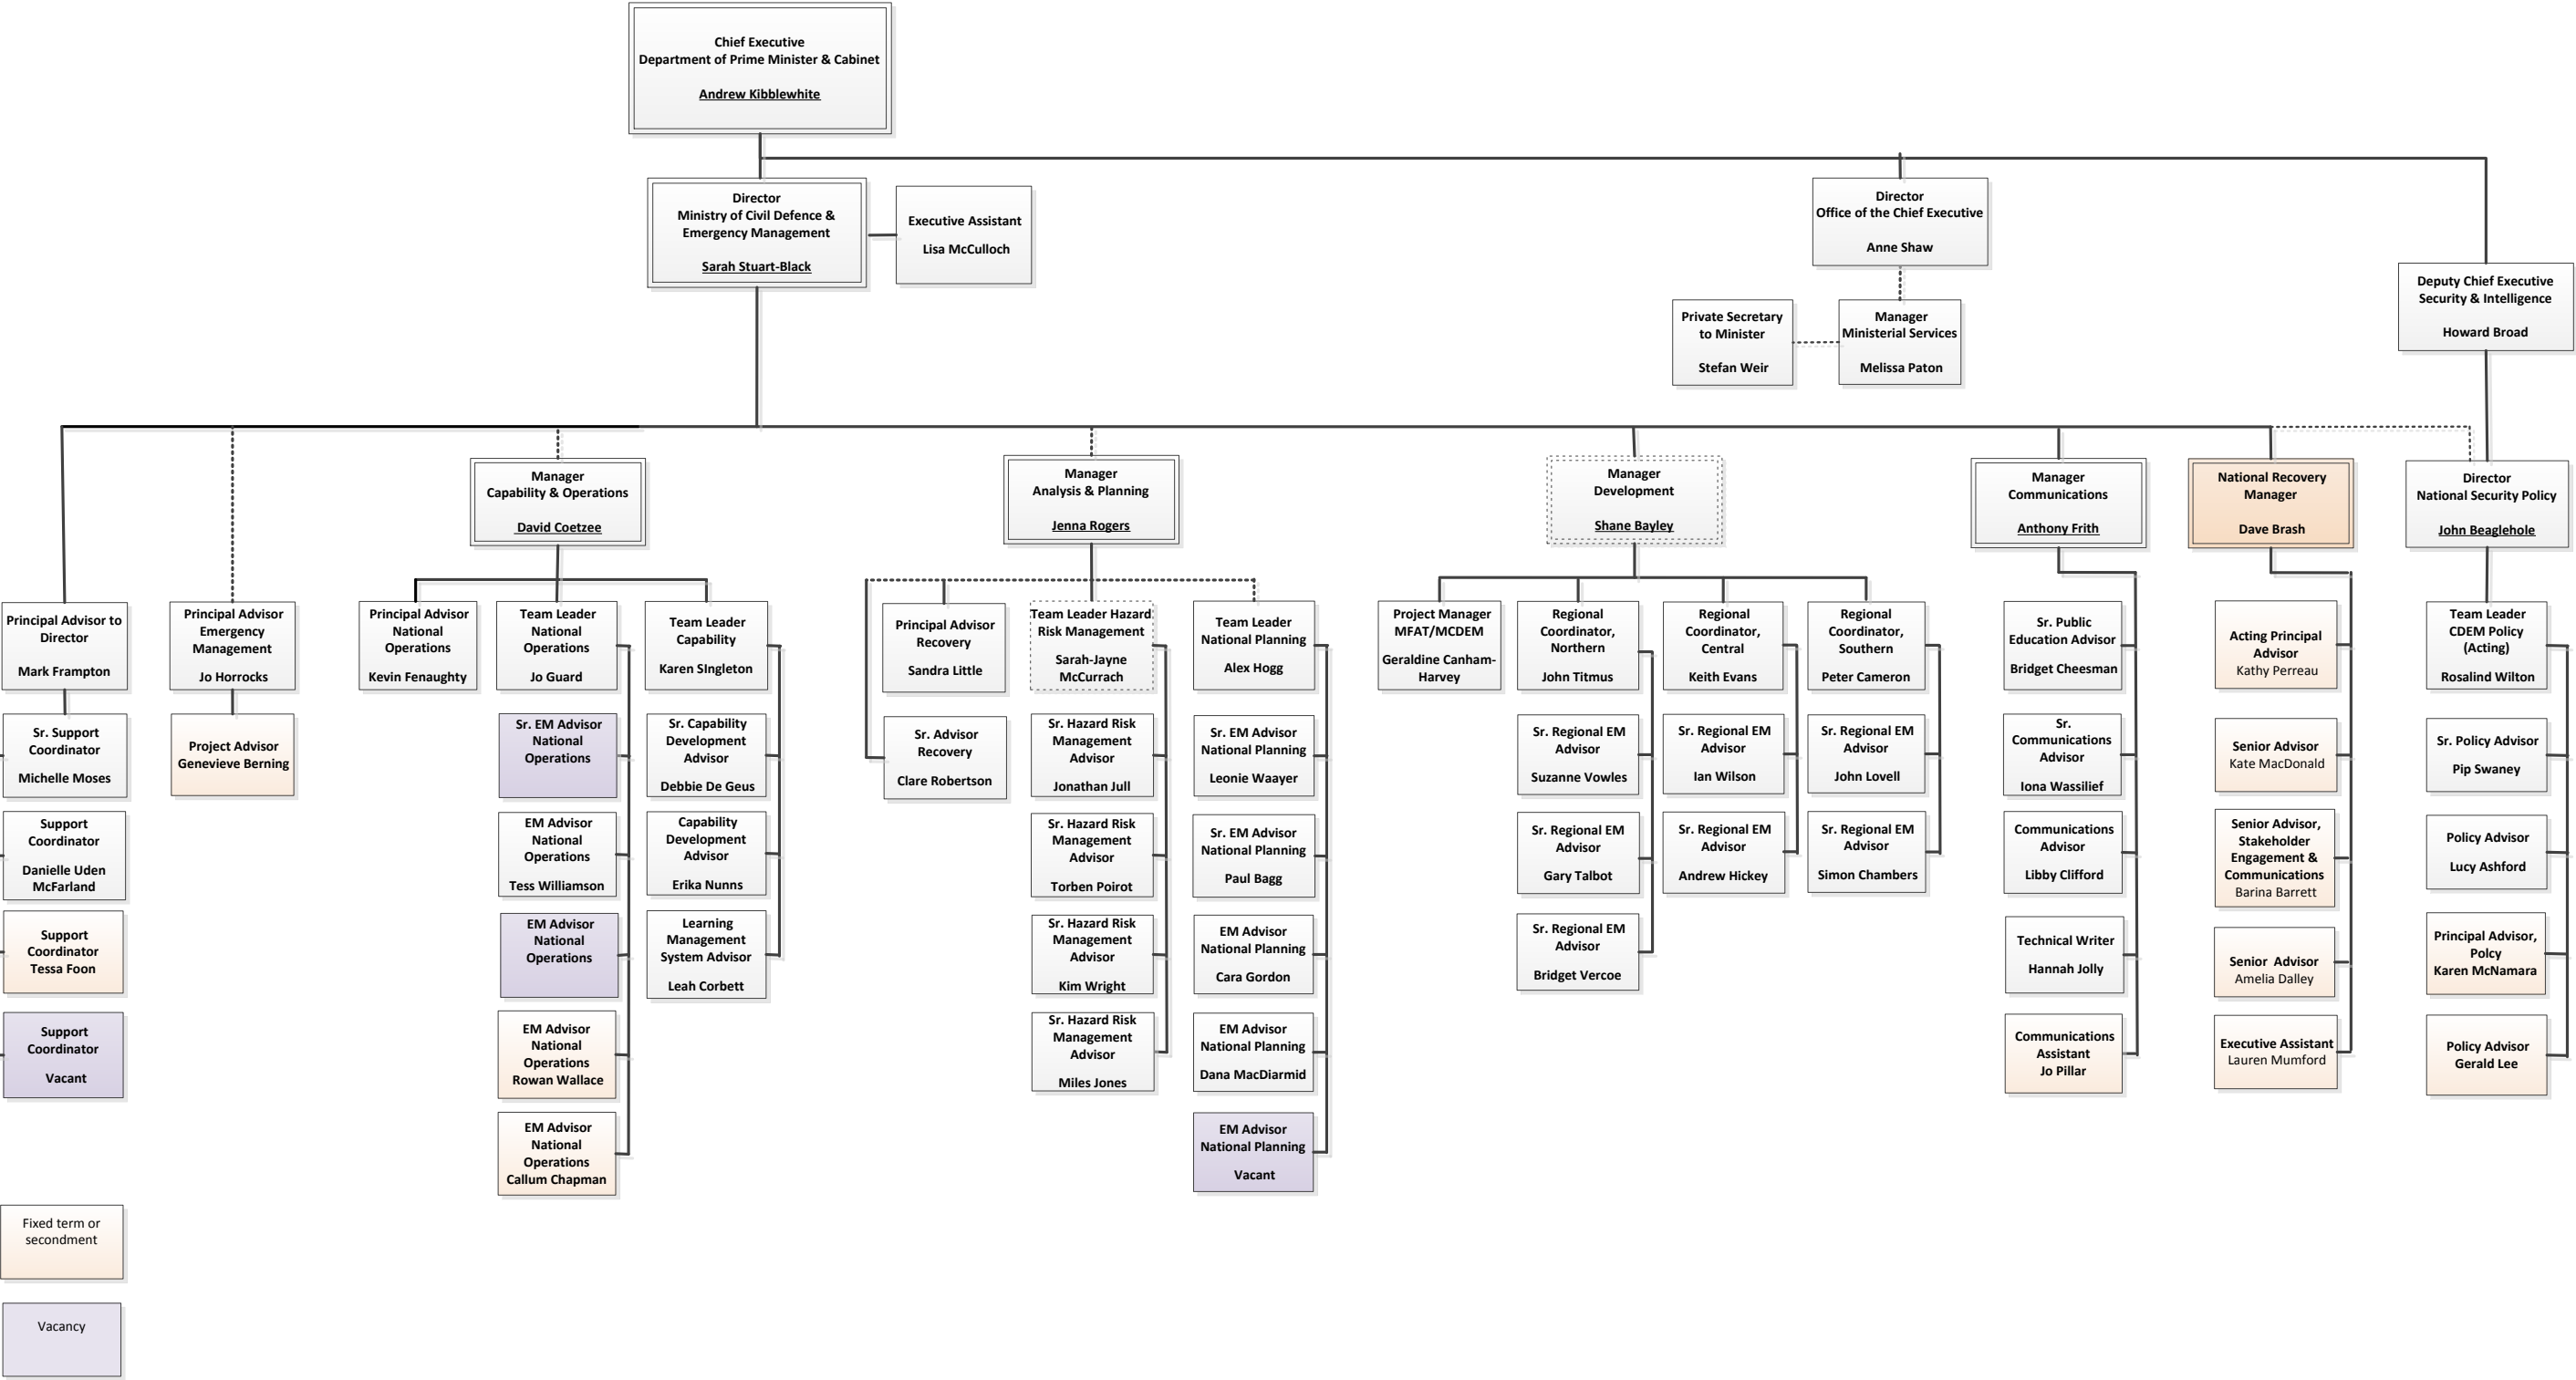 Chief Executive
Department of Prime Minister & Cabinet
Andrew Kibblewhite
Director
Ministry of Civil Defence &
Emergency Management
Sarah Stuart-Black
Executive Assistant
Lisa McCulloch
Director
Office of the Chief Executive
Anne Shaw
Private Secretary
to Minister
Stefan Weir
Manager
Ministerial Services
Melissa Paton
Deputy Chief Executive
Security & Intelligence
Howard Broad
Manager
Capability & Operations
David Coetzee
Manager
Analysis & Planning
Jenna Rogers
Manager
Development
Shane Bayley
Manager
Communications
Anthony Frith
National Recovery
Manager
Dave Brash
Director
National Security Policy
John Beaglehole
Principal Advisor to
Director
Mark Frampton
Sr. Support
Coordinator
Michelle Moses
Support
Coordinator
Danielle Uden
McFarland
Support
Coordinator
Tessa Foon
Support
Coordinator
Vacant
Principal Advisor
Emergency
Management
Jo Horrocks
Project Advisor
Genevieve Berning
Principal Advisor
National
Operations
Kevin Fenaughty
Team Leader
National
Operations
Jo Guard
Sr. EM Advisor
National
Operations
EM Advisor
National
Operations
Tess Williamson
EM Advisor
National
Operations
EM Advisor
National
Operations
Rowan Wallace
EM Advisor
National
Operations
Callum Chapman
Team Leader
Capability
Karen SIngleton
Sr. Capability
Development
Advisor
Debbie De Geus
Capability
Development
Advisor
Erika Nunns
Learning
Management
System Advisor
Leah Corbett
Principal Advisor
Recovery
Sandra Little
Sr. Advisor
Recovery
Clare Robertson
Team Leader Hazard
Risk Management
Sarah-Jayne
McCurrach
Sr. Hazard Risk
Management
Advisor
Jonathan Jull
Sr. Hazard Risk
Management
Advisor
Torben Poirot
Sr. Hazard Risk
Management
Advisor
Kim Wright
Sr. Hazard Risk
Management
Advisor
Miles Jones
Team Leader
National Planning
Alex Hogg
Sr. EM Advisor
National Planning
Leonie Waayer
Sr. EM Advisor
National Planning
Paul Bagg
EM Advisor
National Planning
Cara Gordon
EM Advisor
National Planning
Dana MacDiarmid
EM Advisor
National Planning
Vacant
Project Manager
MFAT/MCDEM
Geraldine Canham-
Harvey
Regional
Coordinator,
Northern
John Titmus
Sr. Regional EM
Advisor
Suzanne Vowles
Sr. Regional EM
Advisor
Gary Talbot
Sr. Regional EM
Advisor
Bridget Vercoe
Regional
Coordinator,
Central
Keith Evans
Sr. Regional EM
Advisor
Ian Wilson
Sr. Regional EM
Advisor
Andrew Hickey
Regional
Coordinator,
Southern
Peter Cameron
Sr. Regional EM
Advisor
John Lovell
Sr. Regional EM
Advisor
Simon Chambers
Sr. Public
Education Advisor
Bridget Cheesman
Sr.
Communications
Advisor
Iona Wassilief
Communications
Advisor
Libby Clifford
Technical Writer
Hannah Jolly
Communications
Assistant
Jo Pillar
Acting Principal
Advisor
Kathy Perreau
Senior Advisor
Kate MacDonald
Senior Advisor,
Stakeholder
Engagement &
Communications
Barina Barrett
Senior Advisor
Amelia Dalley
Executive Assistant
Lauren Mumford
Team Leader
CDEM Policy
(Acting)
Rosalind Wilton
Sr. Policy Advisor
Pip Swaney
Policy Advisor
Lucy Ashford
Principal Advisor,
Polcy
Karen McNamara
Policy Advisor
Gerald Lee
Fixed term or
secondment
Vacancy